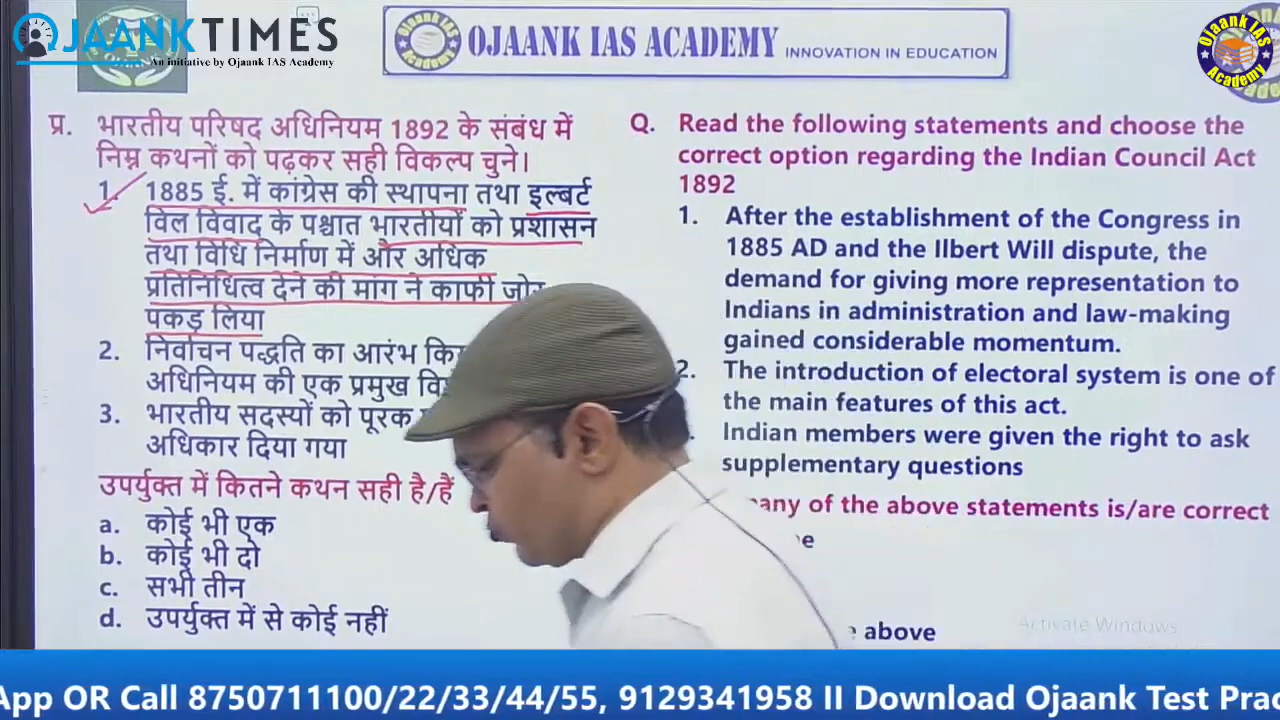 OJAANKTIMES
An initiative by Ojaank IAS Academy
Ojaank IAS
Academy
OJAANK IAS ACADEMY INNOVATION IN EDUCATION
Ojaank IAS
Academy
प्र. भारतीय परिषद अधिनियम 1892 के संबंध में
निम्न कथनों को पढ़कर सही विकल्प चुने।
1. 1885 ई. में कांग्रेस की स्थापना तथा इल्बर्ट
विल विवाद के पश्चात भारतीयों को प्रशासन
तथा विधि निर्माण में और अधिक
प्रतिनिधित्व देने की मांग ने काफी जोर
पकड़ लिया
2. निर्वाचन पद्धति का आरंभ
अधिनियम की एक प्रमुख
3. भारतीय सदस्यों को पूरक
अधिकार दिया गया
उपर्युक्त में कितने कथन सही है/हैं
a. कोई भी एक
b. कोई भी दो
c. सभी तीन
d. उपर्युक्त में से कोई नहीं
Q. Read the following statements and choose the
correct option regarding the Indian Council Act
1892
1. After the establishment of the Congress in
1885 AD and the Ilbert Will dispute, the
demand for giving more representation to
Indians in administration and law-making
gained considerable momentum.
2. The introduction of electoral system is one of
the main features of this act.
Indian members were given the right to ask
supplementary questions
many of the above statements is/are correct
above
Activate Windows
App OR Call 8750711100/22/33/44/55, 9129341958 II Download Ojaank Test